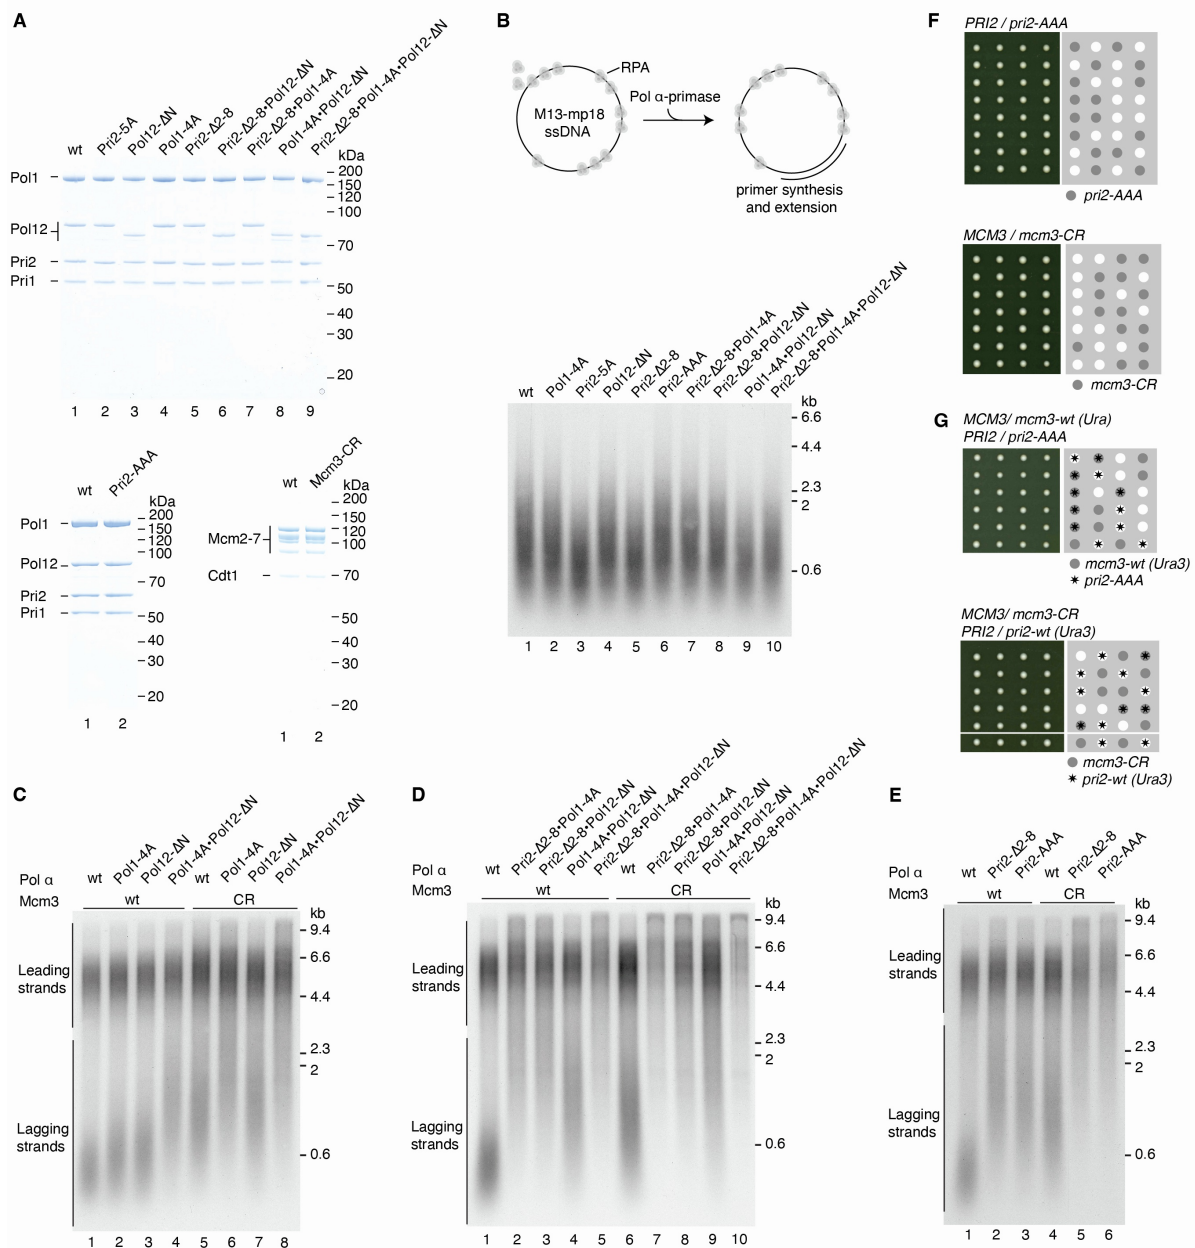 A
wt
Pri2-5A
Pol12-ΔN
Pol1-4A
Pri2-Δ2-8
Pri2-Δ2-8•Pol12-ΔN
Pri2-Δ2-8•Pol1-4A
Pol1-4A•Pol12-ΔN
Pri2-Δ2-8•Pol1-4A•Pol12-ΔN
kDa
Pol1
200
150
120
100
Pol12
70
Pri2
Pri1
50
40
30
20
1 2 3 4 5 6 7 8 9
wt
Pri2-AAA
kDa
Pol1
200
150
120
100
Pol12
70
Pri2
Pri1
50
40
30
20
1 2
wt
Mcm3-CR
kDa
200
150
Mcm2-7
120
100
Cdt1
70
50
40
30
20
1 2
B
RPA
M13-mp18
ssDNA
Pol α-primase
primer synthesis
and extension
wt
Pol1-4A
Pri2-5A
Pol12-ΔN
Pri2-Δ2-8
Pri2-AAA
Pri2-Δ2-8•Pol1-4A
Pri2-Δ2-8•Pol12-ΔN
Pol1-4A•Pol12-ΔN
Pri2-Δ2-8•Pol1-4A•Pol12-ΔN
kb
6.6
4.4
2.3
2
0.6
1 2 3 4 5 6 7 8 9 10
F
PRI2 / pri2-AAA
pri2-AAA
MCM3 / mcm3-CR
mcm3-CR
G
MCM3/ mcm3-wt (Ura)
PRI2 / pri2-AAA
mcm3-wt (Ura3)
pri2-AAA
MCM3/ mcm3-CR
PRI2 / pri2-wt (Ura3)
mcm3-CR
pri2-wt (Ura3)
C
Pol α
wt
Pol1-4A
Pol12-ΔN
Pol1-4A•Pol12-ΔN
wt
Pol1-4A
Pol12-ΔN
Pol1-4A•Pol12-ΔN
Mcm3
wt CR
kb
9.4
6.6
Leading
strands
4.4
2.3
2
Lagging
strands
0.6
1 2 3 4 5 6 7 8
D
Pol α
wt
Pri2-Δ2-8•Pol1-4A
Pri2-Δ2-8•Pol12-ΔN
Pol1-4A•Pol12-ΔN
Pri2-Δ2-8•Pol1-4A•Pol12-ΔN
wt
Pri2-Δ2-8•Pol1-4A
Pri2-Δ2-8•Pol12-ΔN
Pol1-4A•Pol12-ΔN
Pri2-Δ2-8•Pol1-4A•Pol12-ΔN
Mcm3
wt CR
kb
9.4
6.6
Leading
strands
4.4
2.3
2
Lagging
strands
0.6
1 2 3 4 5 6 7 8 9 10
E
Pol α
wt
Pri2-Δ2-8
Pri2-AAA
wt
Pri2-Δ2-8
Pri2-AAA
Mcm3
wt CR
kb
9.4
6.6
Leading
strands
4.4
2.3
2
Lagging
strands
0.6
1 2 3 4 5 6